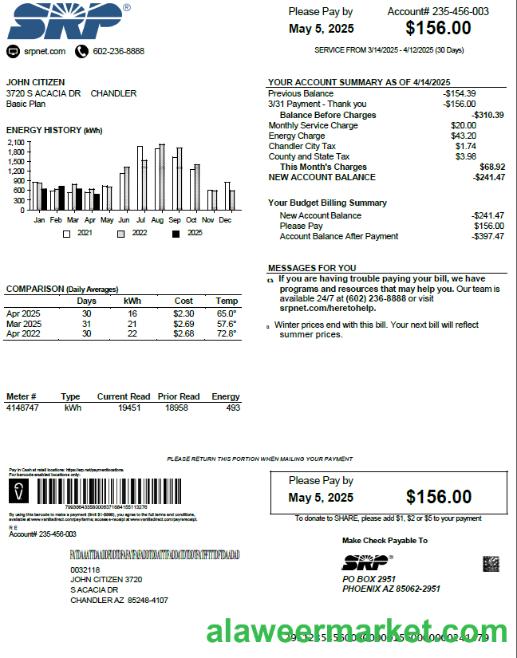 SRP
srpnet.com 602-236-8888
Please Pay by Account# 235-456-003
May 5, 2025 $156.00
SERVICE FROM 3/14/2025 - 4/12/2025 (30 Days)
JOHN CITIZEN
3720 S ACACIA DR CHANDLER
Basic Plan
ENERGY HISTORY (kWh)
2,100
1,800
1,500
1,200
900
600
300
0
Jan Feb Mar Apr May Jun Jul Aug Sep Oct Nov Dec
2021 2022 2025
COMPARISON (Daily Averages)
Days kWh Cost Temp
Apr 2025 30 16 $2.30 65.0°
Mar 2025 31 21 $2.69 57.6°
Apr 2022 30 22 $2.68 72.8°
Meter # Type Current Read Prior Read Energy
4148747 kWh 19451 18958 493
YOUR ACCOUNT SUMMARY AS OF 4/14/2025
Previous Balance -$154.39
3/31 Payment - Thank you -$156.00
Balance Before Charges -$310.39
Monthly Service Charge $20.00
Energy Charge $43.20
Chandler City Tax $1.74
County and State Tax $3.98
This Month's Charges $68.92
NEW ACCOUNT BALANCE -$241.47
Your Budget Billing Summary
New Account Balance -$241.47
Please Pay $156.00
Account Balance After Payment -$397.47
MESSAGES FOR YOU
If you are having trouble paying your bill, we have
programs and resources that may help you. Our team is
available 24/7 at (602) 236-8888 or visit
srpnet.com/heretohelp.
Winter prices end with this bill. Your next bill will reflect
summer prices.
PLEASE RETURN THIS PORTION WHEN MAILING YOUR PAYMENT
Pay in Cash at retail locations: https://srp.net/paymentlocations.
For barcode enabled locations only:
Account# 235-456-003
0032118
JOHN CITIZEN 3720
S ACACIA DR
CHANDLER AZ 85248-4107
Please Pay by
May 5, 2025 $156.00
To donate to SHARE, please add $1, $2 or $5 to your payment
Make Check Payable To
SRP
PO BOX 2951
PHOENIX AZ 85062-2951
alaweermarket.com